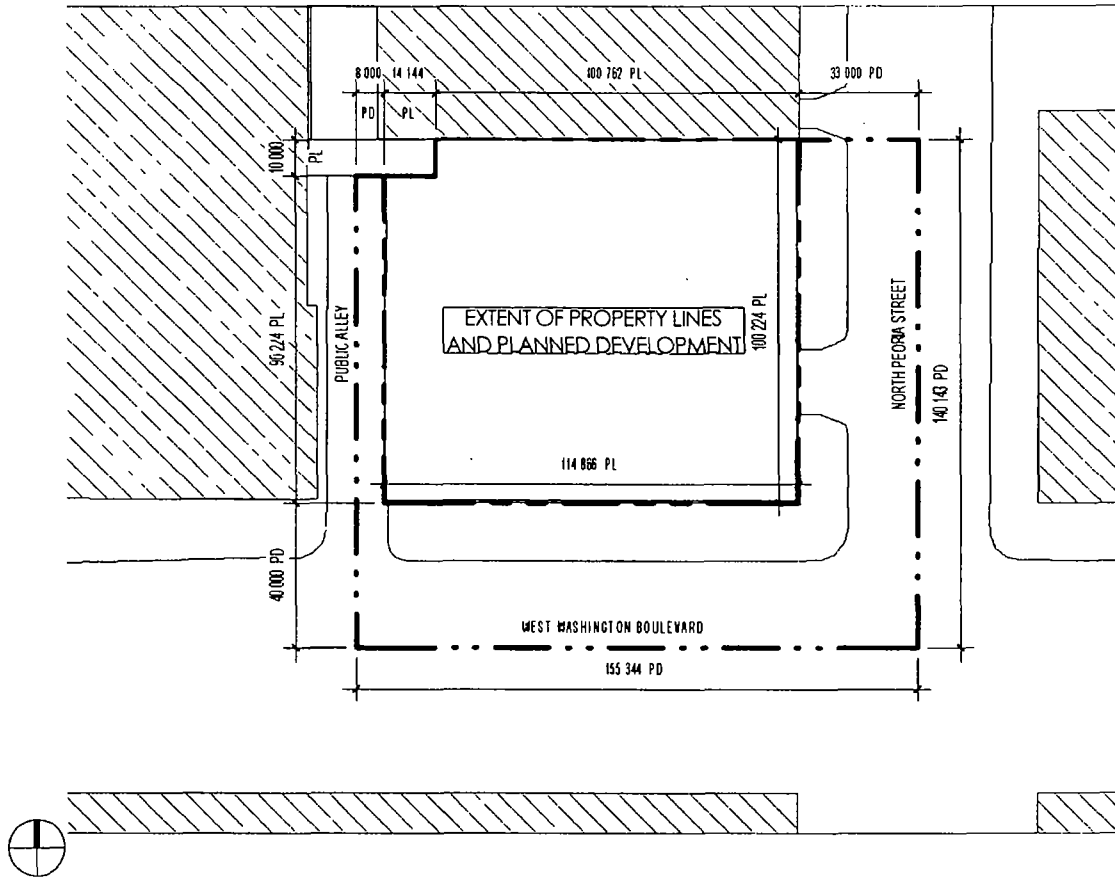 8 000 14 144 100 762 PL 33 000 PD
PD PL
10 000
PL
90 224 PL
PUBLIC ALLEY
EXTENT OF PROPERTY LINES
AND PLANNED DEVELOPMENT
100 224 PL
NORTH PEORIA STREET
140 143 PD
114 866 PL
40 000 PD
WEST WASHINGTON BOULEVARD
155 344 PD